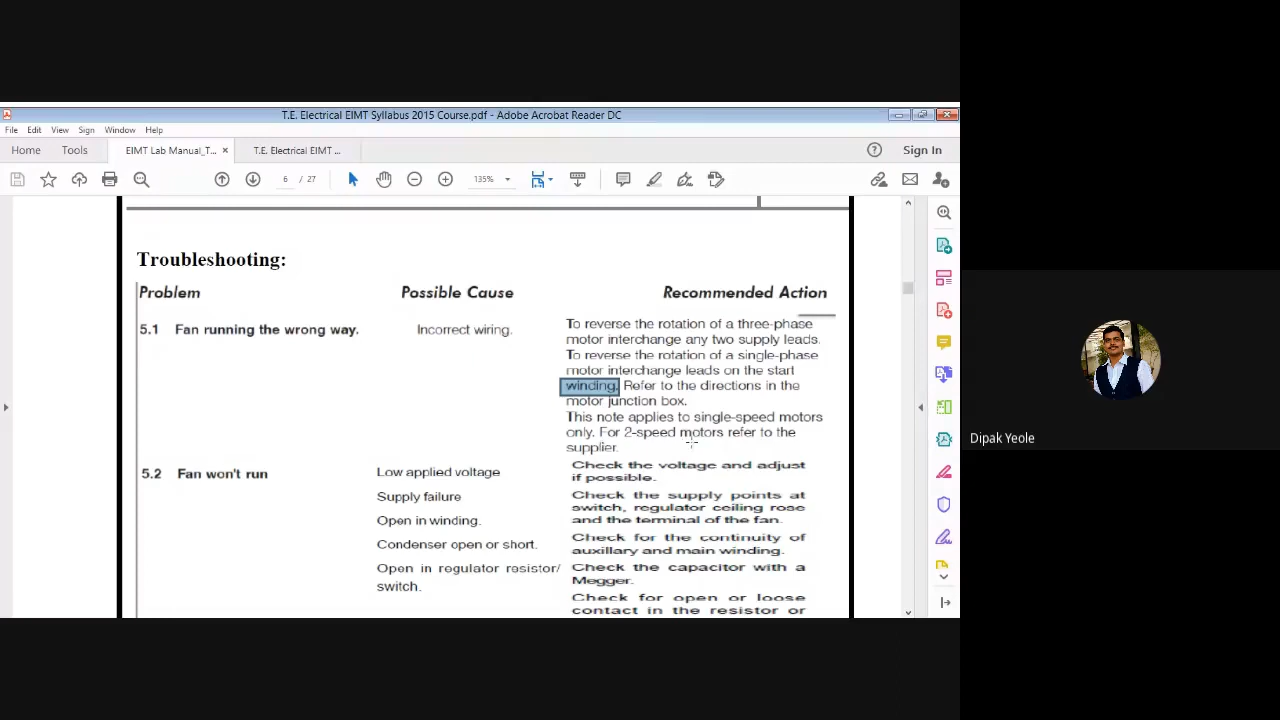 T.E. Electrical EIMT Syllabus 2015 Course.pdf - Adobe Acrobat Reader DC
File Edit View Sign Window Help
Home Tools EIMT Lab Manual_T... × T.E. Electrical EIMT ... Sign In
6 / 27 135%
Troubleshooting:
Problem Possible Cause Recommended Action
5.1 Fan running the wrong way. Incorrect wiring. To reverse the rotation of a three-phase
motor interchange any two supply leads.
To reverse the rotation of a single-phase
motor interchange leads on the start
winding. Refer to the directions in the
motor junction box.
This note applies to single-speed motors
only. For 2-speed motors refer to the
supplier.
5.2 Fan won't run Low applied voltage Check the voltage and adjust
if possible.
Supply failure Check the supply points at
switch, regulator ceiling rose
and the terminal of the fan.
Open in winding. Check for the continuity of
auxillary and main winding.
Condenser open or short. Check the capacitor with a
Megger.
Open in regulator resistor/
switch. Check for open or loose
contact in the resistor or
Dipak Yeole